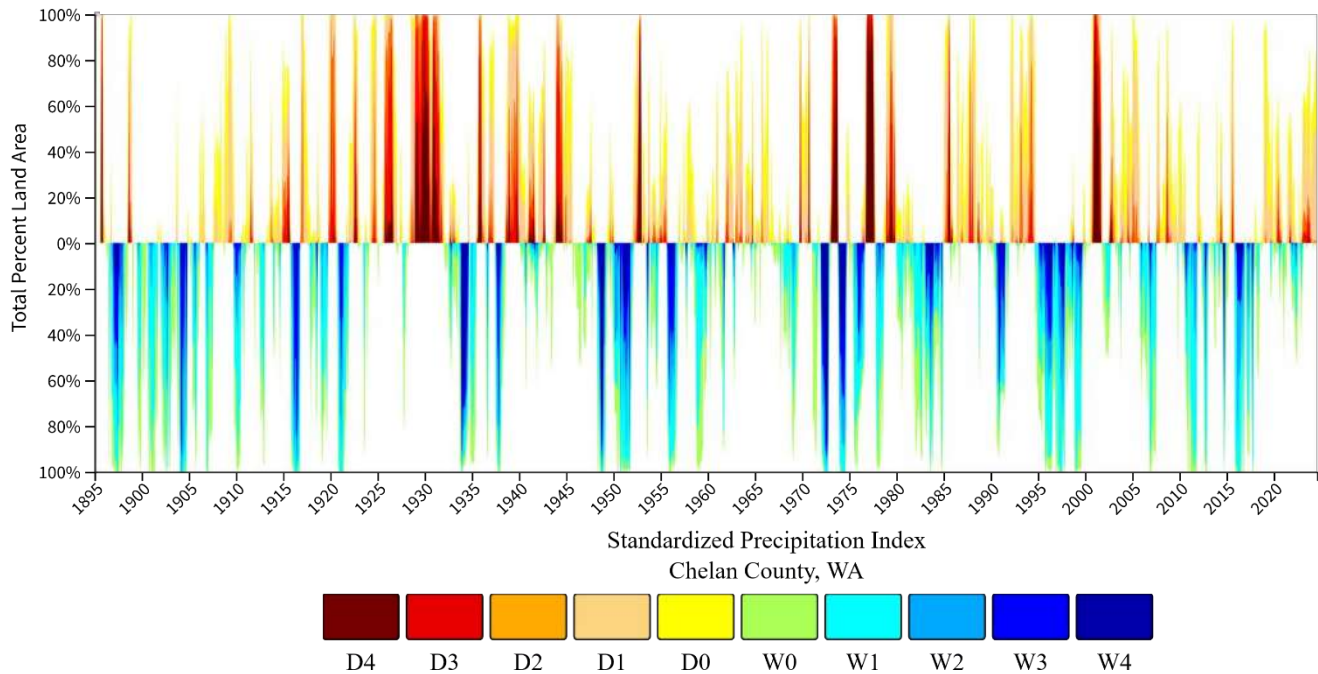 100%
80%
60%
40%
20%
0%
20%
40%
60%
80%
100%
Total Percent Land Area
1895 1900 1905 1910 1915 1920 1925 1930 1935 1940 1945 1950 1955 1960 1965 1970 1975 1980 1985 1990 1995 2000 2005 2010 2015 2020
Standardized Precipitation Index
Chelan County, WA
D4 D3 D2 D1 D0 W0 W1 W2 W3 W4